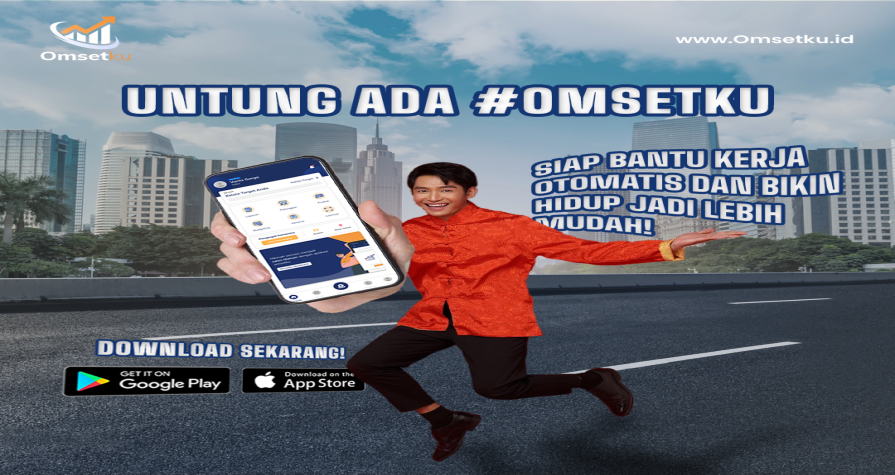 Omsetku
www.Omsetku.id
UNTUNG ADA #OMSETKU
SIAP BANTU KERJA
OTOMATIS DAN BIKIN
HIDUP JADI LEBIH
MUDAH!
DOWNLOAD SEKARANG!
GET IT ON
Google Play
Download on the
App Store